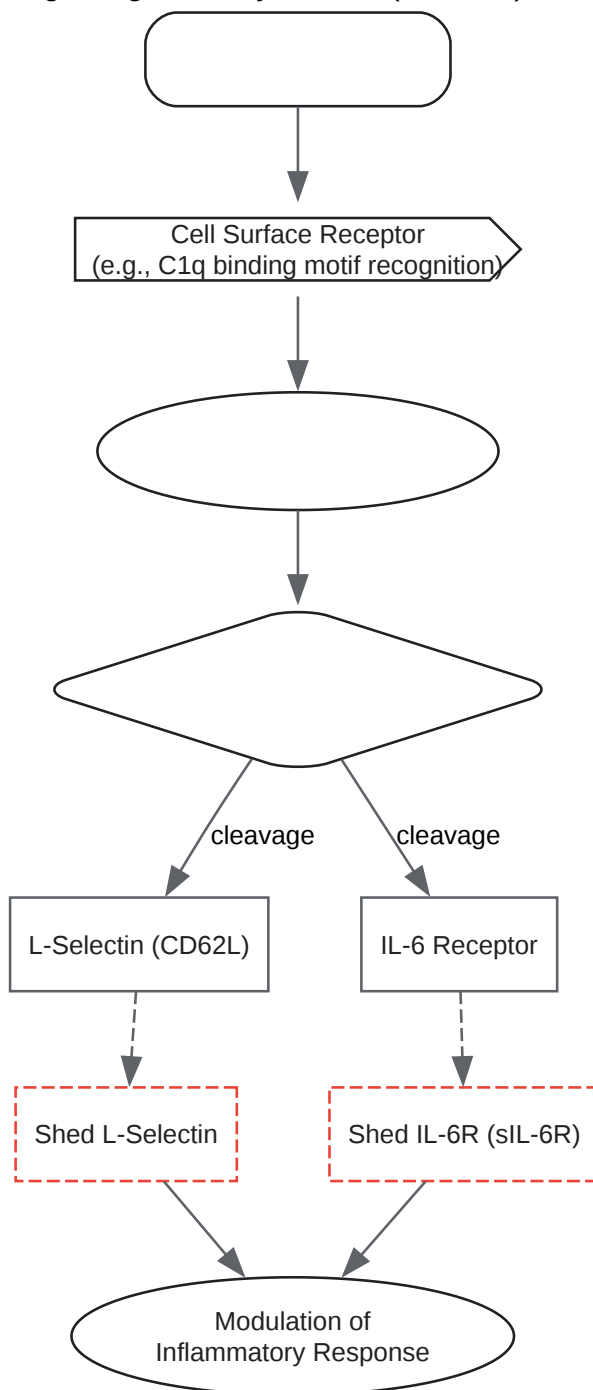 Cell Surface Receptor
(e.g., C1q binding motif recognition)
cleavage
cleavage
L-Selectin (CD62L)
IL-6 Receptor
Shed L-Selectin
Shed IL-6R (sIL-6R)
Modulation of
Inflammatory Response